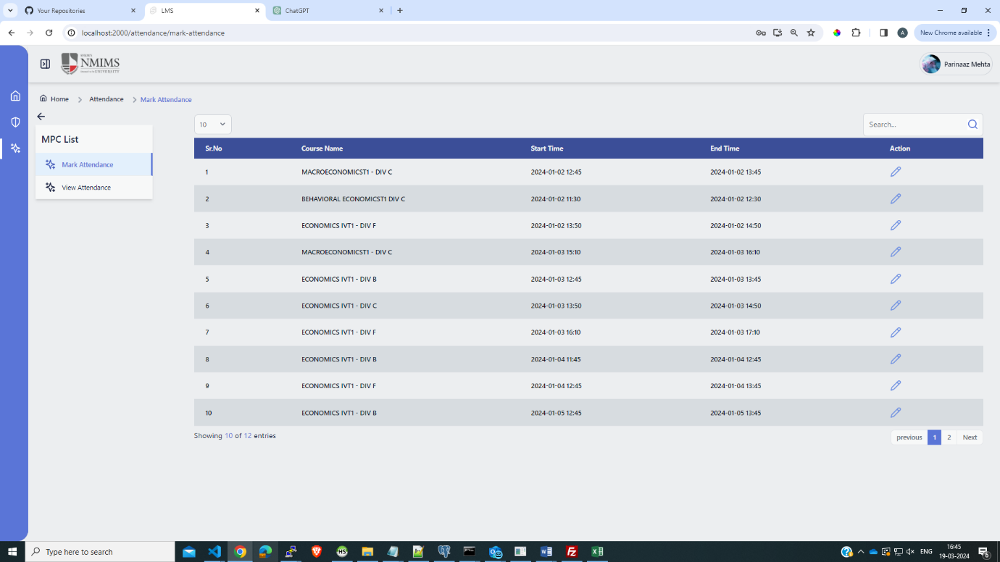 Your Repositories
LMS
ChatGPT
localhost:2000/attendance/mark-attendance
New Chrome available
A
NMIMS
UNIVERSITY
Parinaaz Mehta
Home
Attendance
Mark Attendance
MPC List
Mark Attendance
View Attendance
10
Search...
Sr.No Course Name Start Time End Time Action
1 MACROECONOMICST1 - DIV C 2024-01-02 12:45 2024-01-02 13:45
2 BEHAVIORAL ECONOMICST1 DIV C 2024-01-02 11:30 2024-01-02 12:30
3 ECONOMICS IVT1 - DIV F 2024-01-02 13:50 2024-01-02 14:50
4 MACROECONOMICST1 - DIV C 2024-01-03 15:10 2024-01-03 16:10
5 ECONOMICS IVT1 - DIV B 2024-01-03 12:45 2024-01-03 13:45
6 ECONOMICS IVT1 - DIV C 2024-01-03 13:50 2024-01-03 14:50
7 ECONOMICS IVT1 - DIV F 2024-01-03 16:10 2024-01-03 17:10
8 ECONOMICS IVT1 - DIV B 2024-01-04 11:45 2024-01-04 12:45
9 ECONOMICS IVT1 - DIV F 2024-01-04 12:45 2024-01-04 13:45
10 ECONOMICS IVT1 - DIV B 2024-01-05 12:45 2024-01-05 13:45
Showing 10 of 12 entries
previous 1 2 Next
Type here to search
HS
ENG
16:45
19-03-2024
6